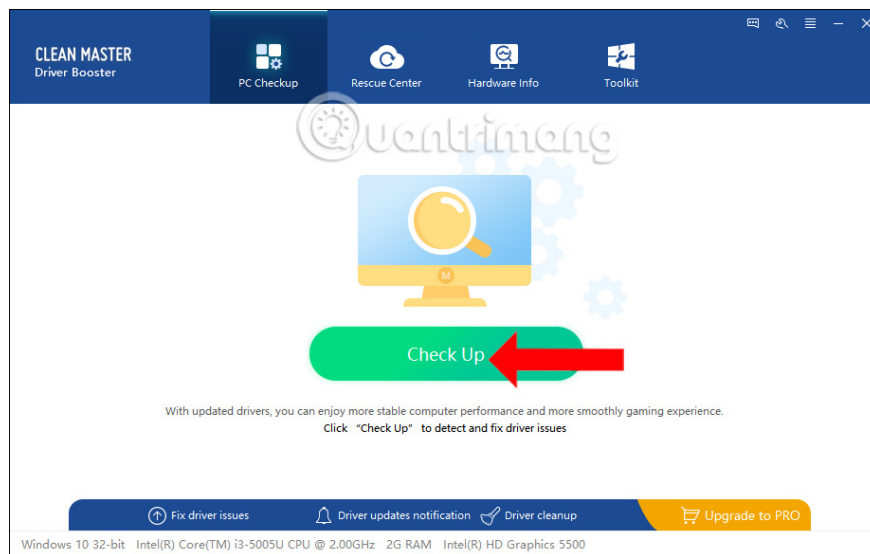 CLEAN MASTER
Driver Booster
PC Checkup
Rescue Center
Hardware Info
Toolkit
Quantrimang
M
Check Up
With updated drivers, you can enjoy more stable computer performance and more smoothly gaming experience.
Click “Check Up” to detect and fix driver issues
Fix driver issues
Driver updates notification
Driver cleanup
Upgrade to PRO
Windows 10 32-bit Intel(R) Core(TM) i3-5005U CPU @ 2.00GHz 2G RAM Intel(R) HD Graphics 5500